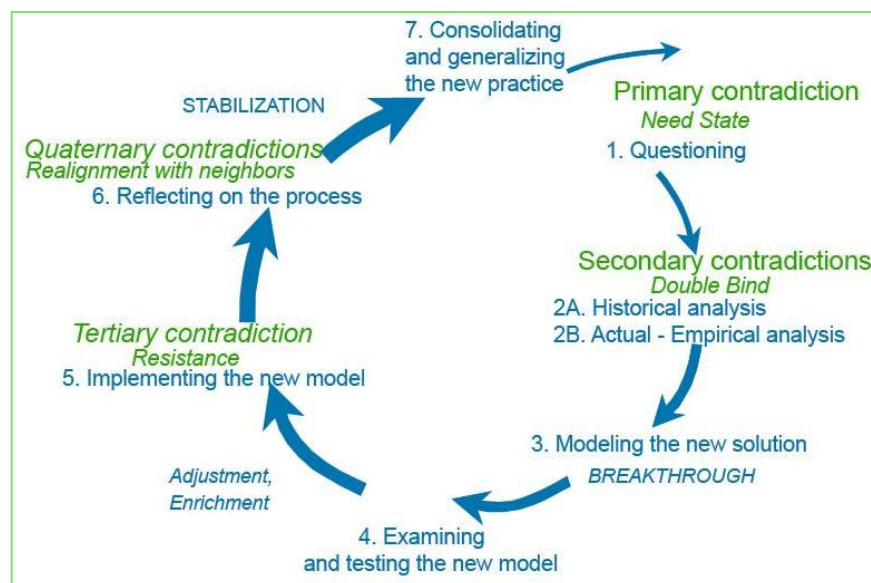 7. Consolidating
and generalizing
the new practice
Primary contradiction
Need State
1. Questioning
Secondary contradictions
Double Bind
2A. Historical analysis
2B. Actual - Empirical analysis
3. Modeling the new solution
BREAKTHROUGH
4. Examining
and testing the new model
Adjustment,
Enrichment
Tertiary contradiction
Resistance
5. Implementing the new model
Quaternary contradictions
Realignment with neighbors
6. Reflecting on the process
STABILIZATION